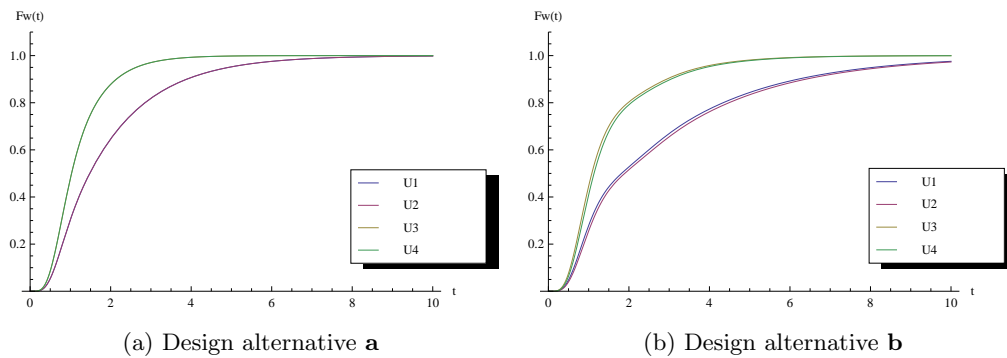 Fw(t)
1.0
0.8
0.6
0.4
0.2
0 2 4 6 8 10 t
U1
U2
U3
U4
(a) Design alternative a
Fw(t)
1.0
0.8
0.6
0.4
0.2
0 2 4 6 8 10 t
U1
U2
U3
U4
(b) Design alternative b